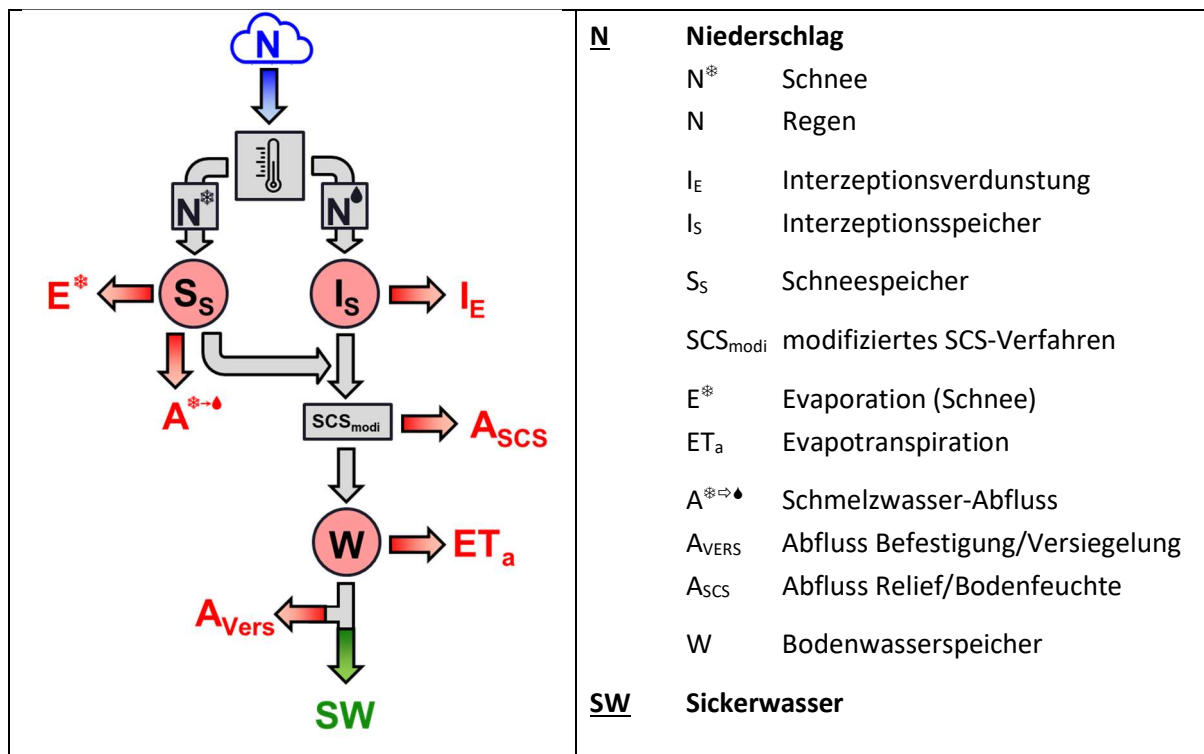 N
N❄ N💧
E❄ S_S I_S I_E
A❄→💧
SCS_modi A_SCS
W ET_a
A_Vers
SW
N Niederschlag
N❄ Schnee
N Regen
I_E Interzeptionsverdunstung
I_S Interzeptionsspeicher
S_S Schneespeicher
SCS_modi modifiziertes SCS-Verfahren
E❄ Evaporation (Schnee)
ET_a Evapotranspiration
A❄⇨💧 Schmelzwasser-Abfluss
A_VERS Abfluss Befestigung/Versiegelung
A_SCS Abfluss Relief/Bodenfeuchte
W Bodenwasserspeicher
SW Sickerwasser